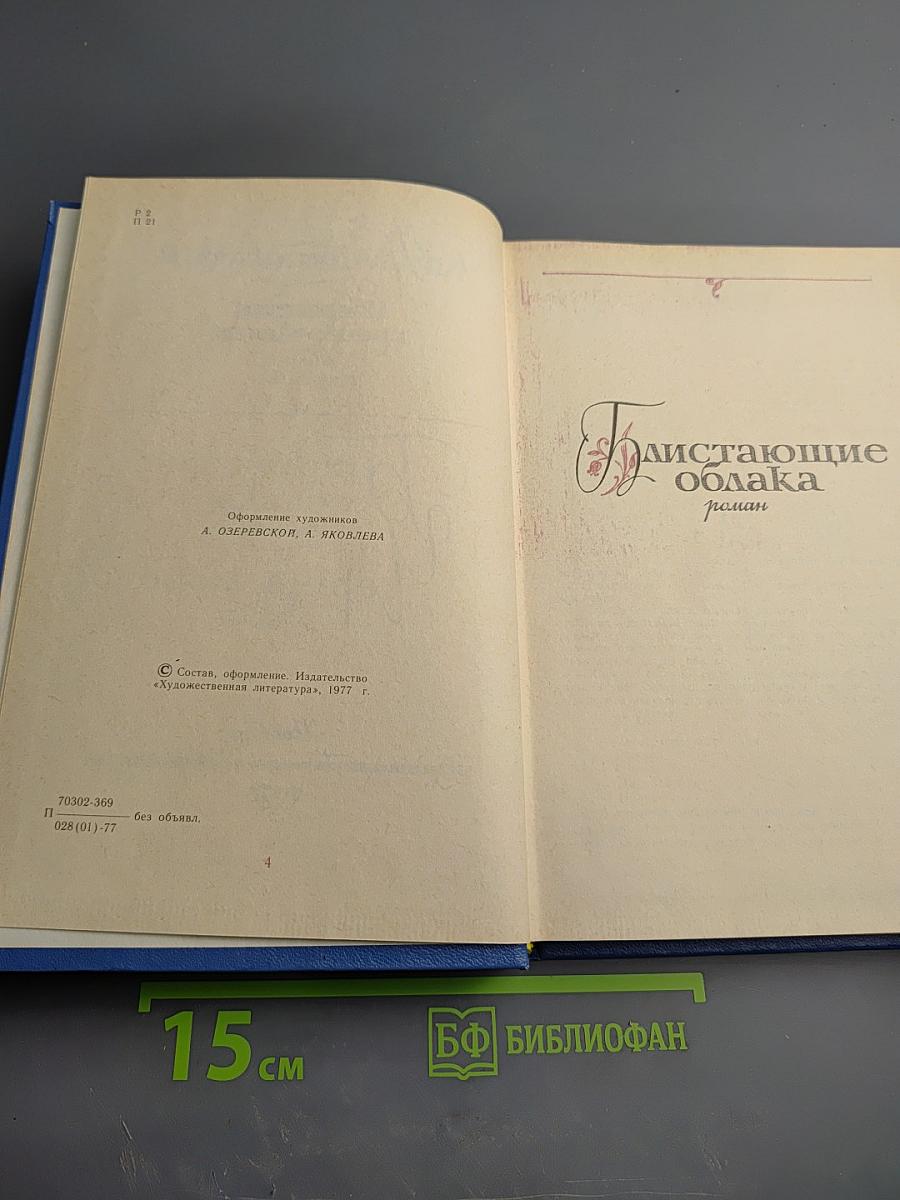 Р 2
П 21
Оформление художников
А. ОЗЕРЕВСКОЙ, А. ЯКОВЛЕВА
© Состав, оформление. Издательство
«Художественная литература», 1977 г.
70302-369
П ——— без объявл.
028(01)-77
4
Блистающие
облака
роман
15 см
БФ БИБЛИОФАН